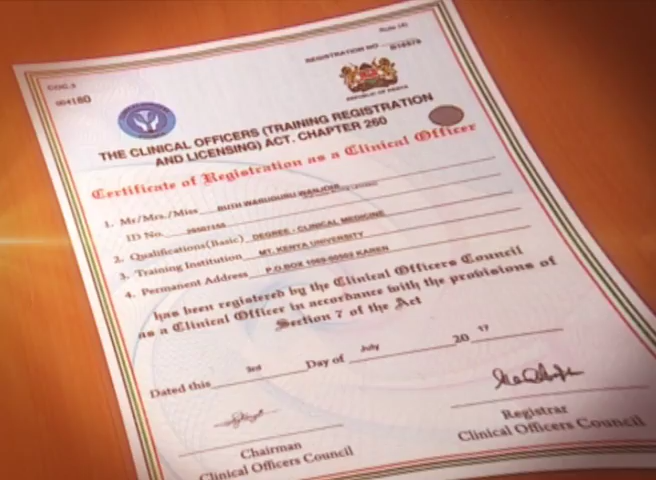 REGISTRATION NO
REPUBLIC OF KENYA
THE CLINICAL OFFICERS (TRAINING REGISTRATION
AND LICENSING) ACT. CHAPTER 260
Certificate of Registration as a Clinical Officer
1. Mr/Mrs./Miss RUTH WARUGURU WANJOHI
ID No.
2. Qualifications(Basic) DEGREE - CLINICAL MEDICINE
3. Training Institution MT. KENYA UNIVERSITY
4. Permanent Address P.O.BOX KAREN
has been registered by the Clinical Officers Council
as a Clinical Officer in accordance with the provisions of
Section 7 of the Act
Dated this 3rd Day of July 20 17
Chairman
Clinical Officers Council
Registrar
Clinical Officers Council